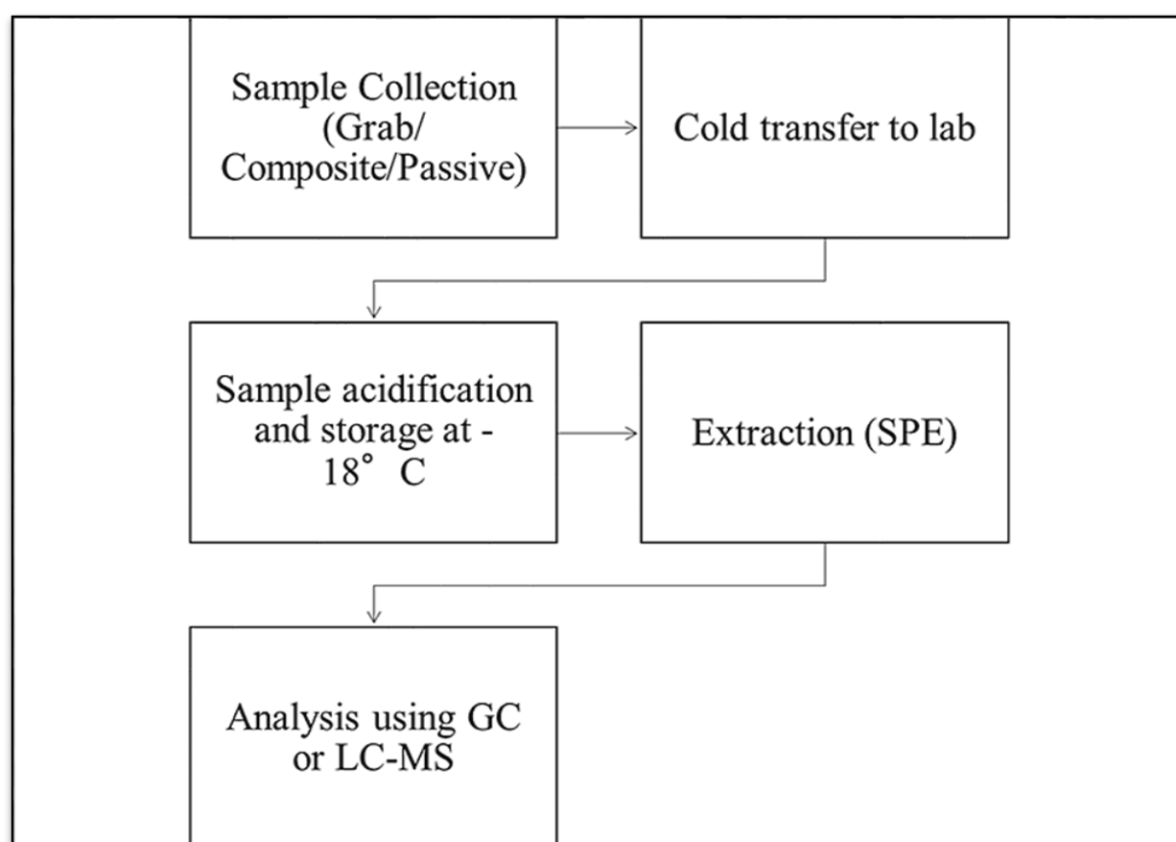 Sample Collection
(Grab/
Composite/Passive)
Cold transfer to lab
Sample acidification
and storage at -
18° C
Extraction (SPE)
Analysis using GC
or LC-MS